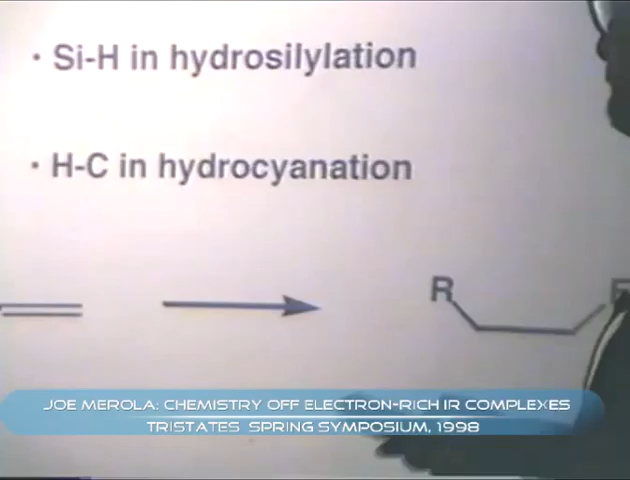 · Si-H in hydrosilylation
· H-C in hydrocyanation
R
JOE MEROLA: CHEMISTRY OFF ELECTRON-RICH IR COMPLEXES
TRISTATES SPRING SYMPOSIUM, 1998